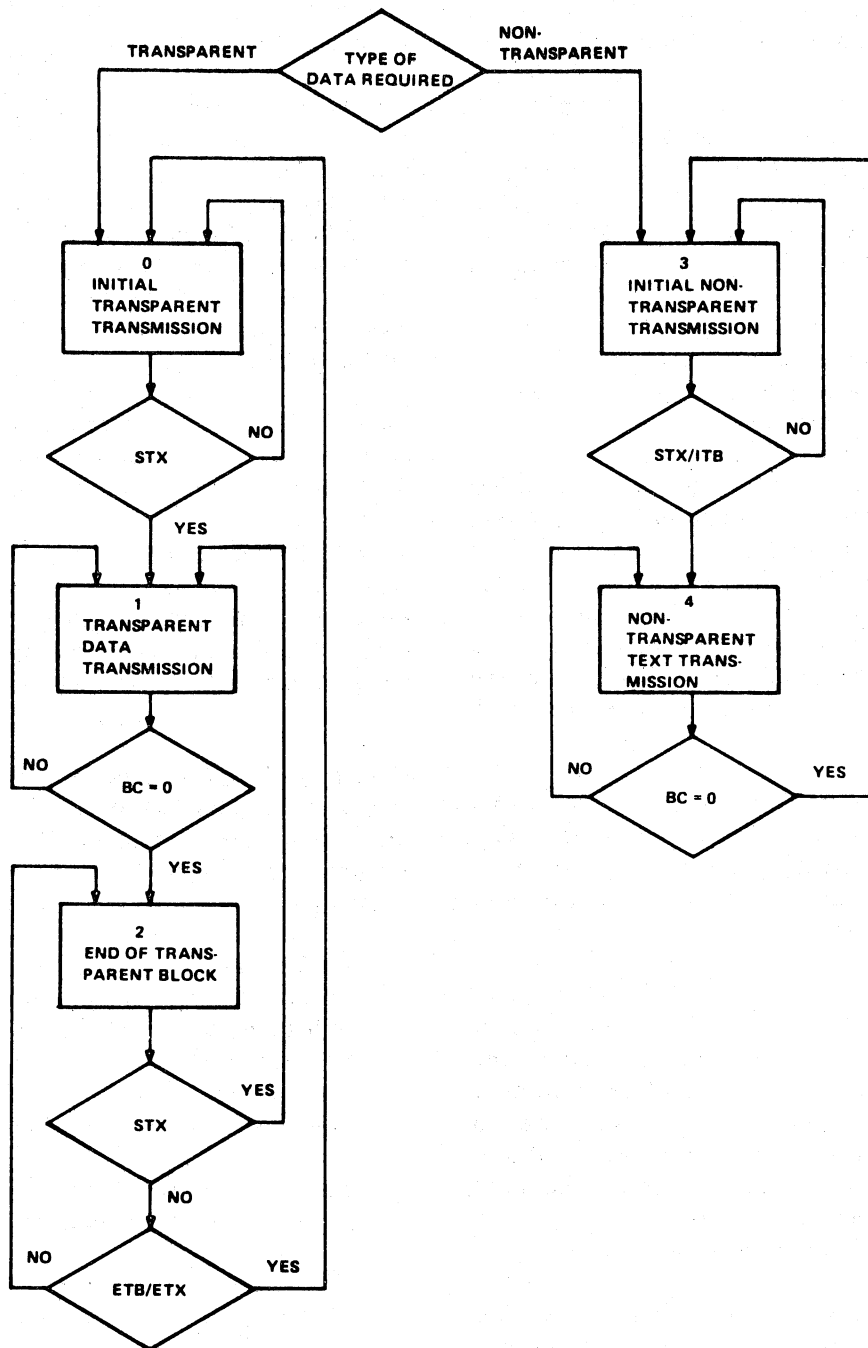 TRANSPARENT
TYPE OF
DATA REQUIRED
NON-
TRANSPARENT
0
INITIAL
TRANSPARENT
TRANSMISSION
STX
NO
YES
1
TRANSPARENT
DATA
TRANSMISSION
NO
BC = 0
YES
2
END OF TRANS-
PARENT BLOCK
STX
YES
NO
NO
ETB/ETX
YES
3
INITIAL NON-
TRANSPARENT
TRANSMISSION
STX/ITB
NO
4
NON-
TRANSPARENT
TEXT TRANS-
MISSION
NO
BC = 0
YES